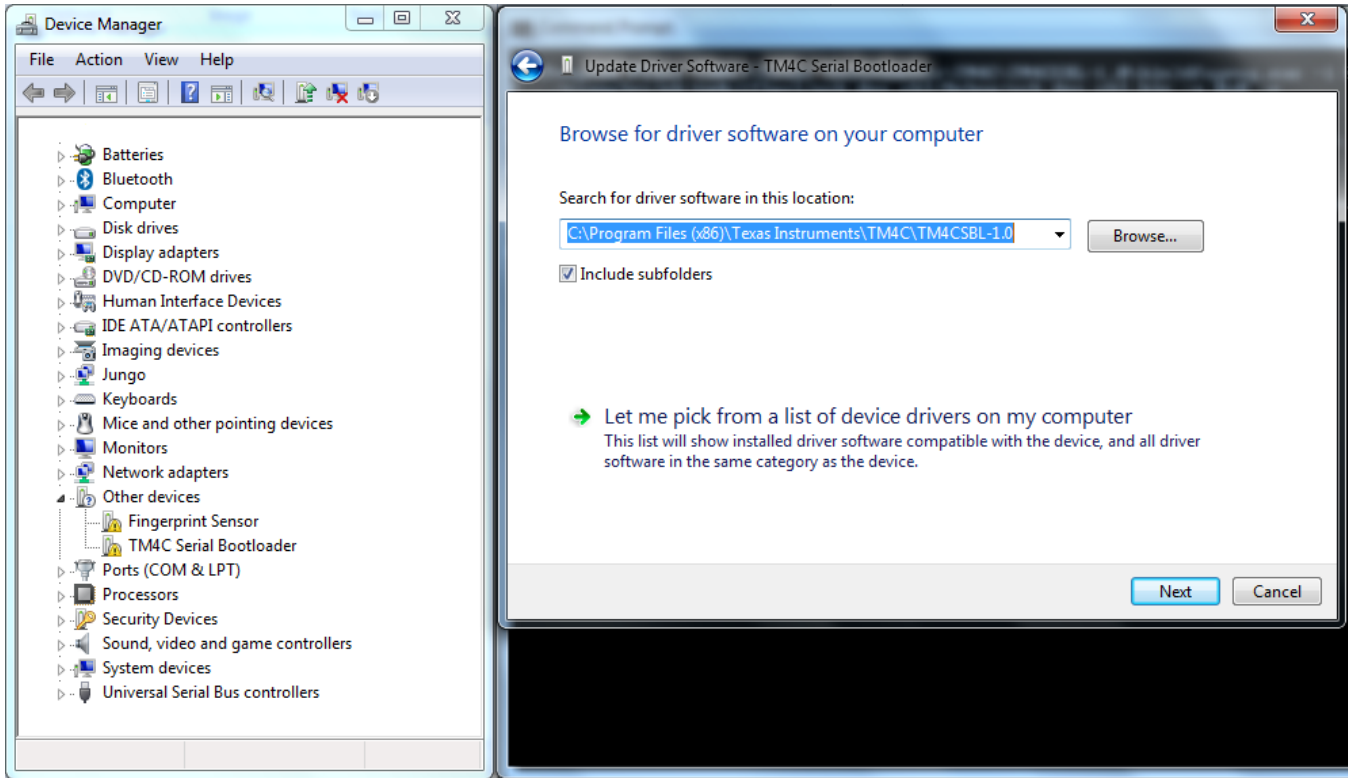 Device Manager
File Action View Help
Batteries
Bluetooth
Computer
Disk drives
Display adapters
DVD/CD-ROM drives
Human Interface Devices
IDE ATA/ATAPI controllers
Imaging devices
Jungo
Keyboards
Mice and other pointing devices
Monitors
Network adapters
Other devices
Fingerprint Sensor
TM4C Serial Bootloader
Ports (COM & LPT)
Processors
Security Devices
Sound, video and game controllers
System devices
Universal Serial Bus controllers
Command Prompt
Update Driver Software - TM4C Serial Bootloader
Browse for driver software on your computer
Search for driver software in this location:
C:\Program Files (x86)\Texas Instruments\TM4C\TM4CSBL-1.0
Browse...
Include subfolders
Let me pick from a list of device drivers on my computer
This list will show installed driver software compatible with the device, and all driver
software in the same category as the device.
Next
Cancel